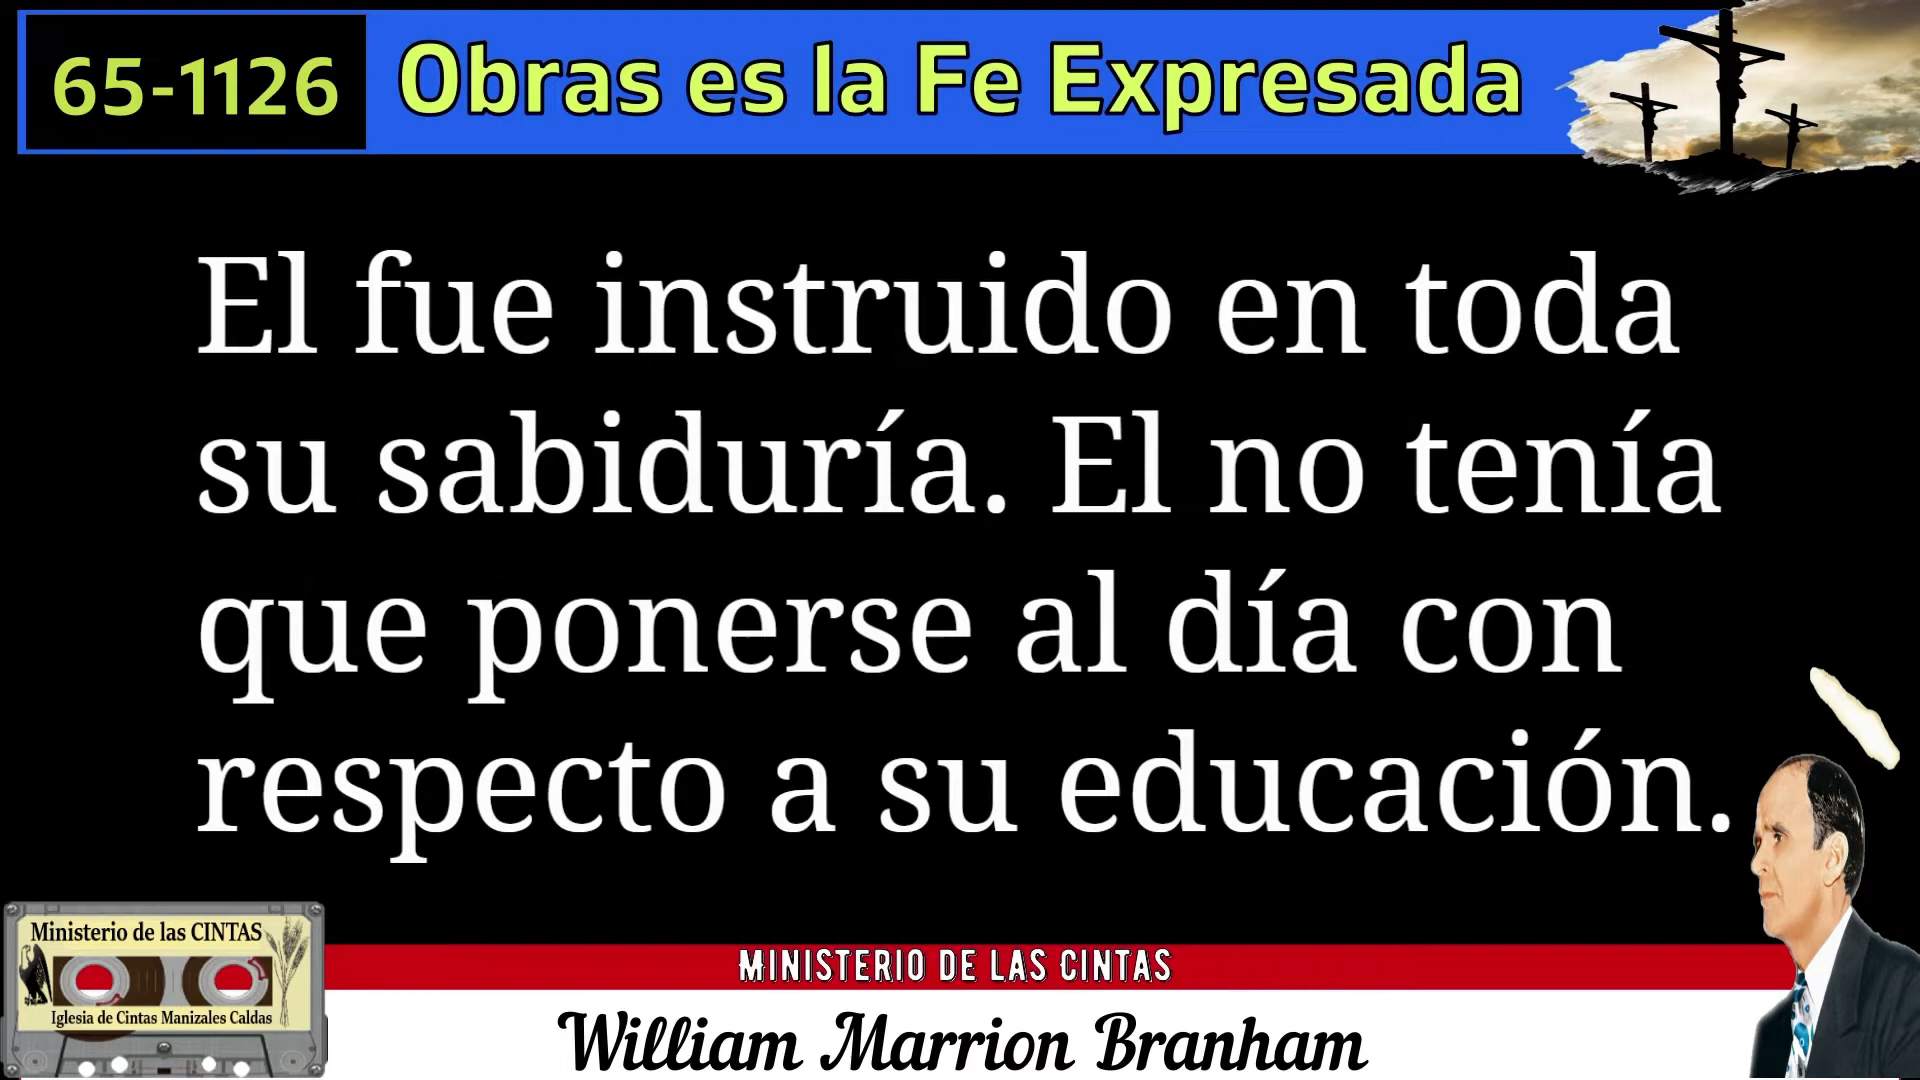 65-1126
Obras es la Fe Expresada
El fue instruido en toda
su sabiduría. El no tenía
que ponerse al día con
respecto a su educación.
Ministerio de las CINTAS
Iglesia de Cintas Manizales Caldas
MINISTERIO DE LAS CINTAS
William Marrion Branham